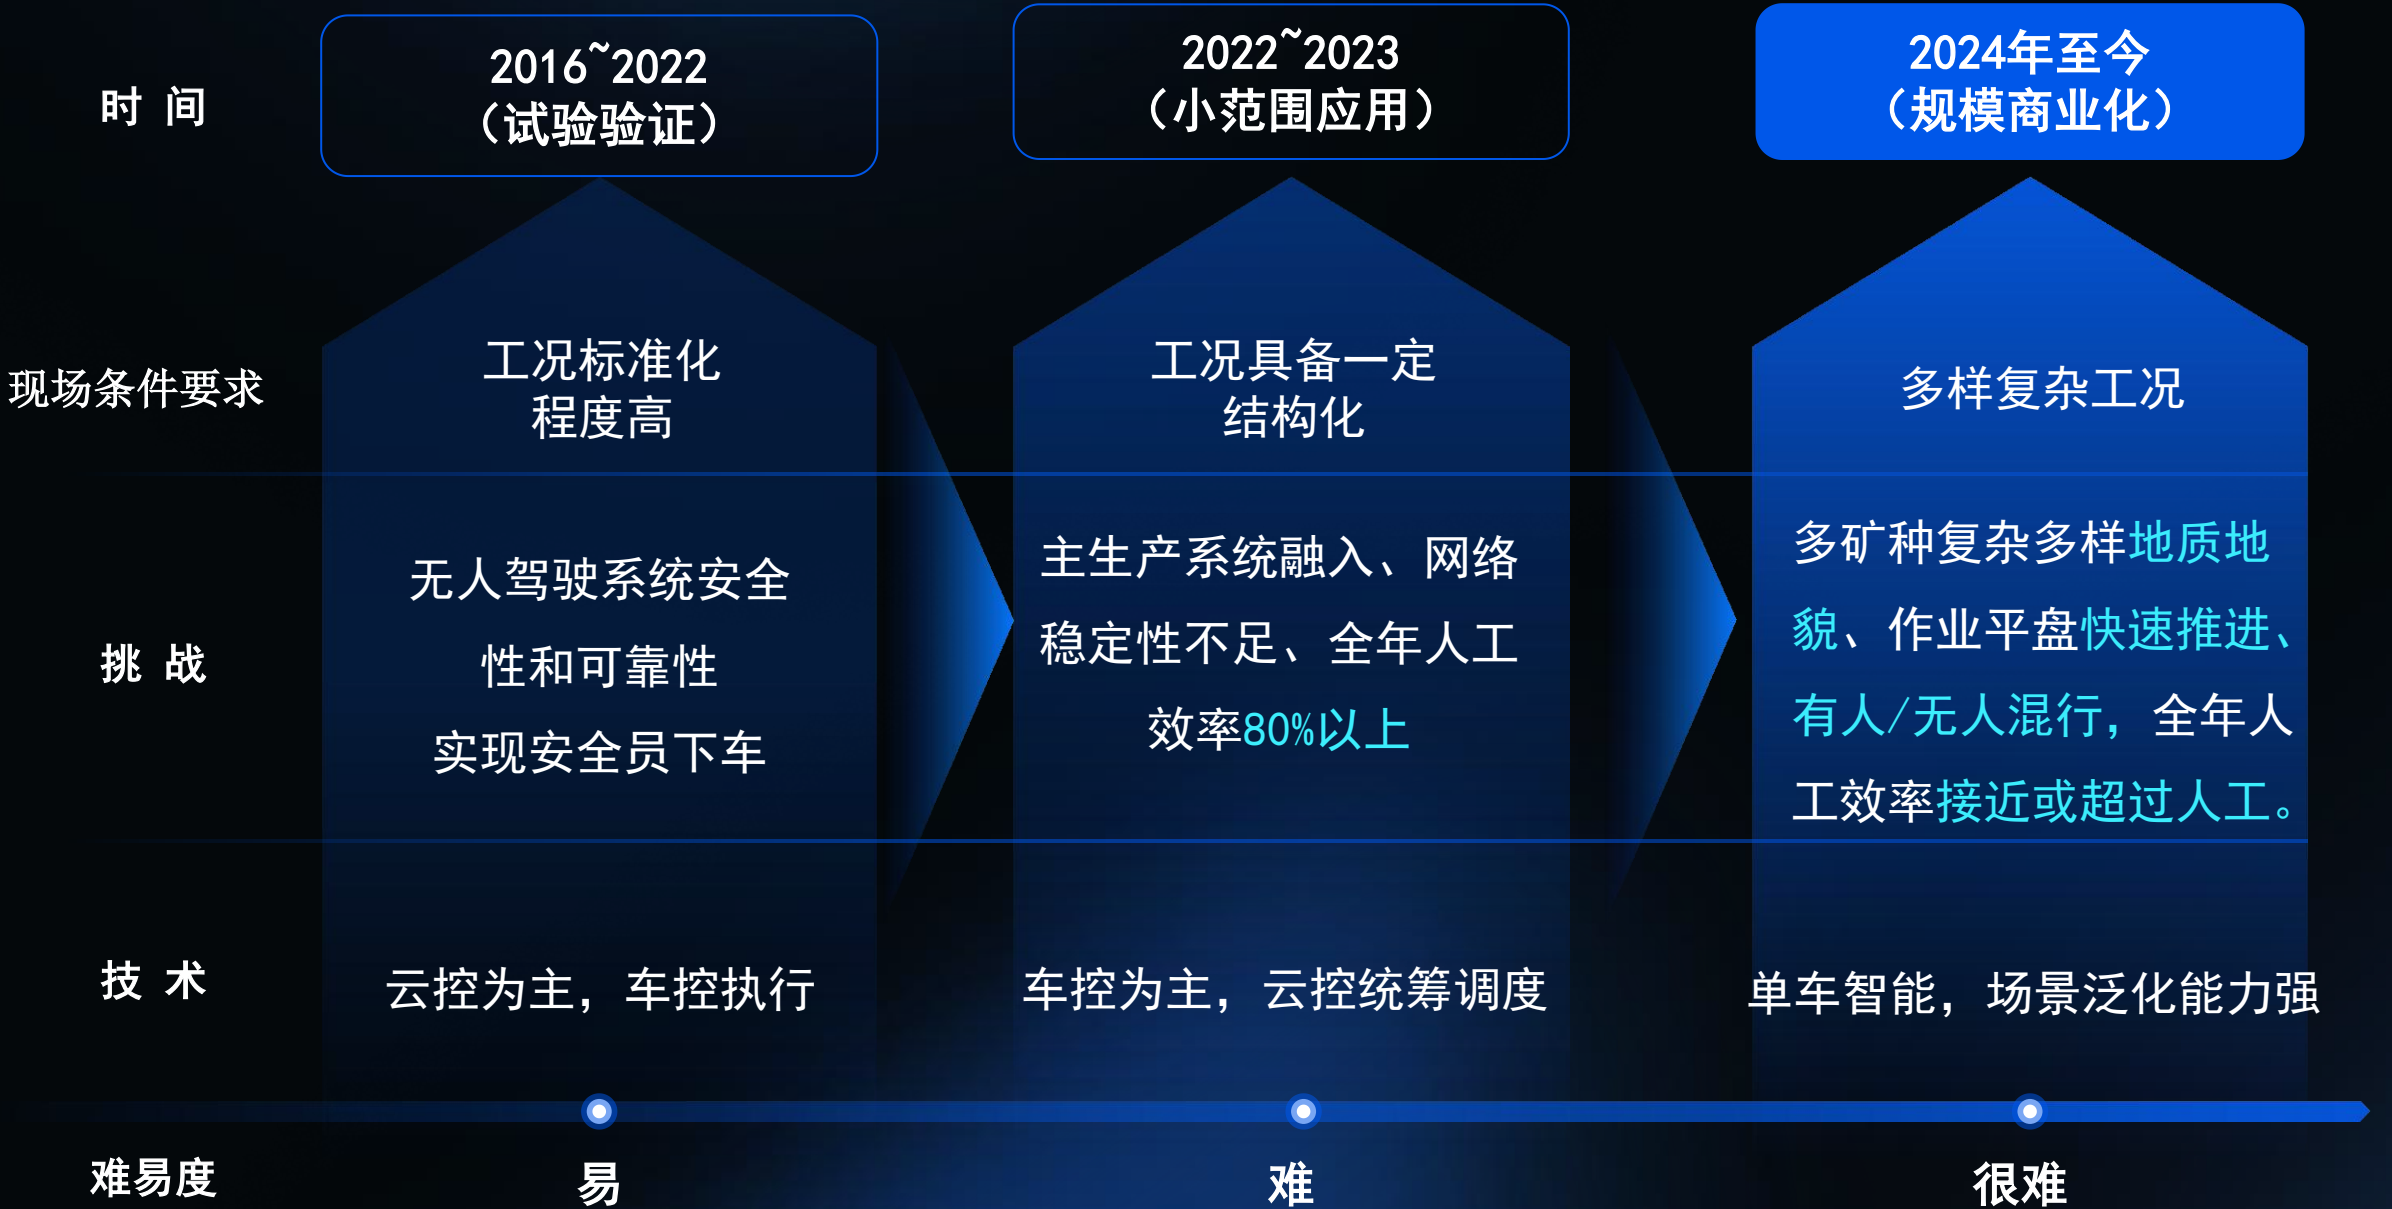 时 间
2016~2022
（试验验证）
2022~2023
（小范围应用）
2024年至今
（规模商业化）
现场条件要求
工况标准化
程度高
工况具备一定
结构化
多样复杂工况
挑 战
无人驾驶系统安全
性和可靠性
实现安全员下车
主生产系统融入、网络
稳定性不足、全年人工
效率80%以上
多矿种复杂多样地质地
貌、作业平盘快速推进、
有人/无人混行，全年人
工效率接近或超过人工。
技 术
云控为主，车控执行
车控为主，云控统筹调度
单车智能，场景泛化能力强
难易度
易
难
很难